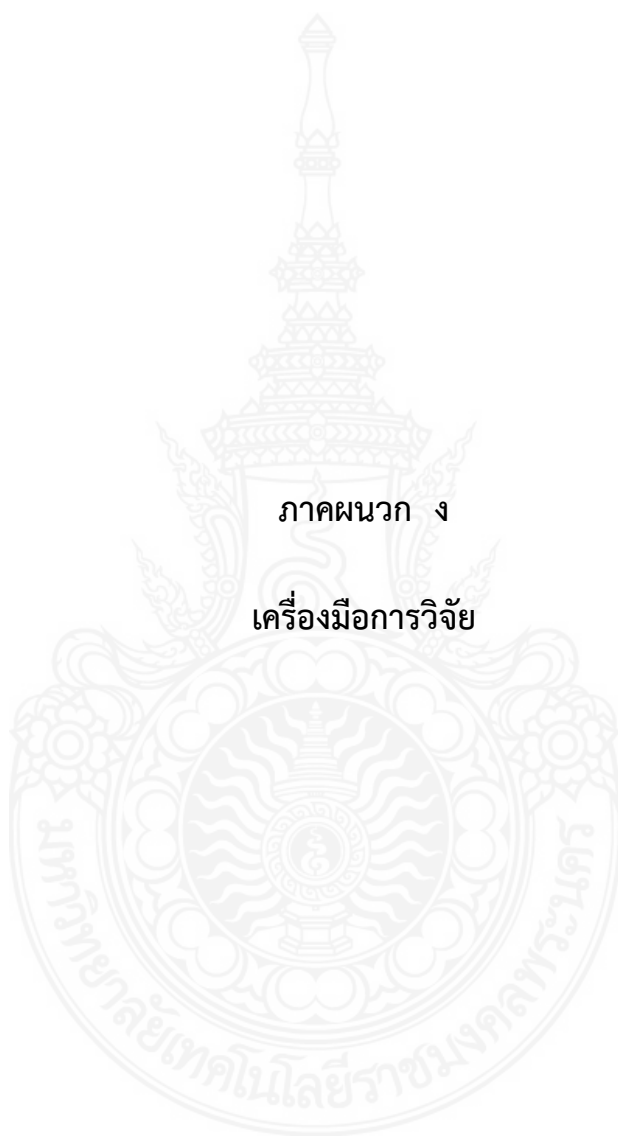 ภาคผนวก ง
เครื่องมือการวิจัย
มหาวิทยาลัยเทคโนโลยีราชมงคลพระนคร